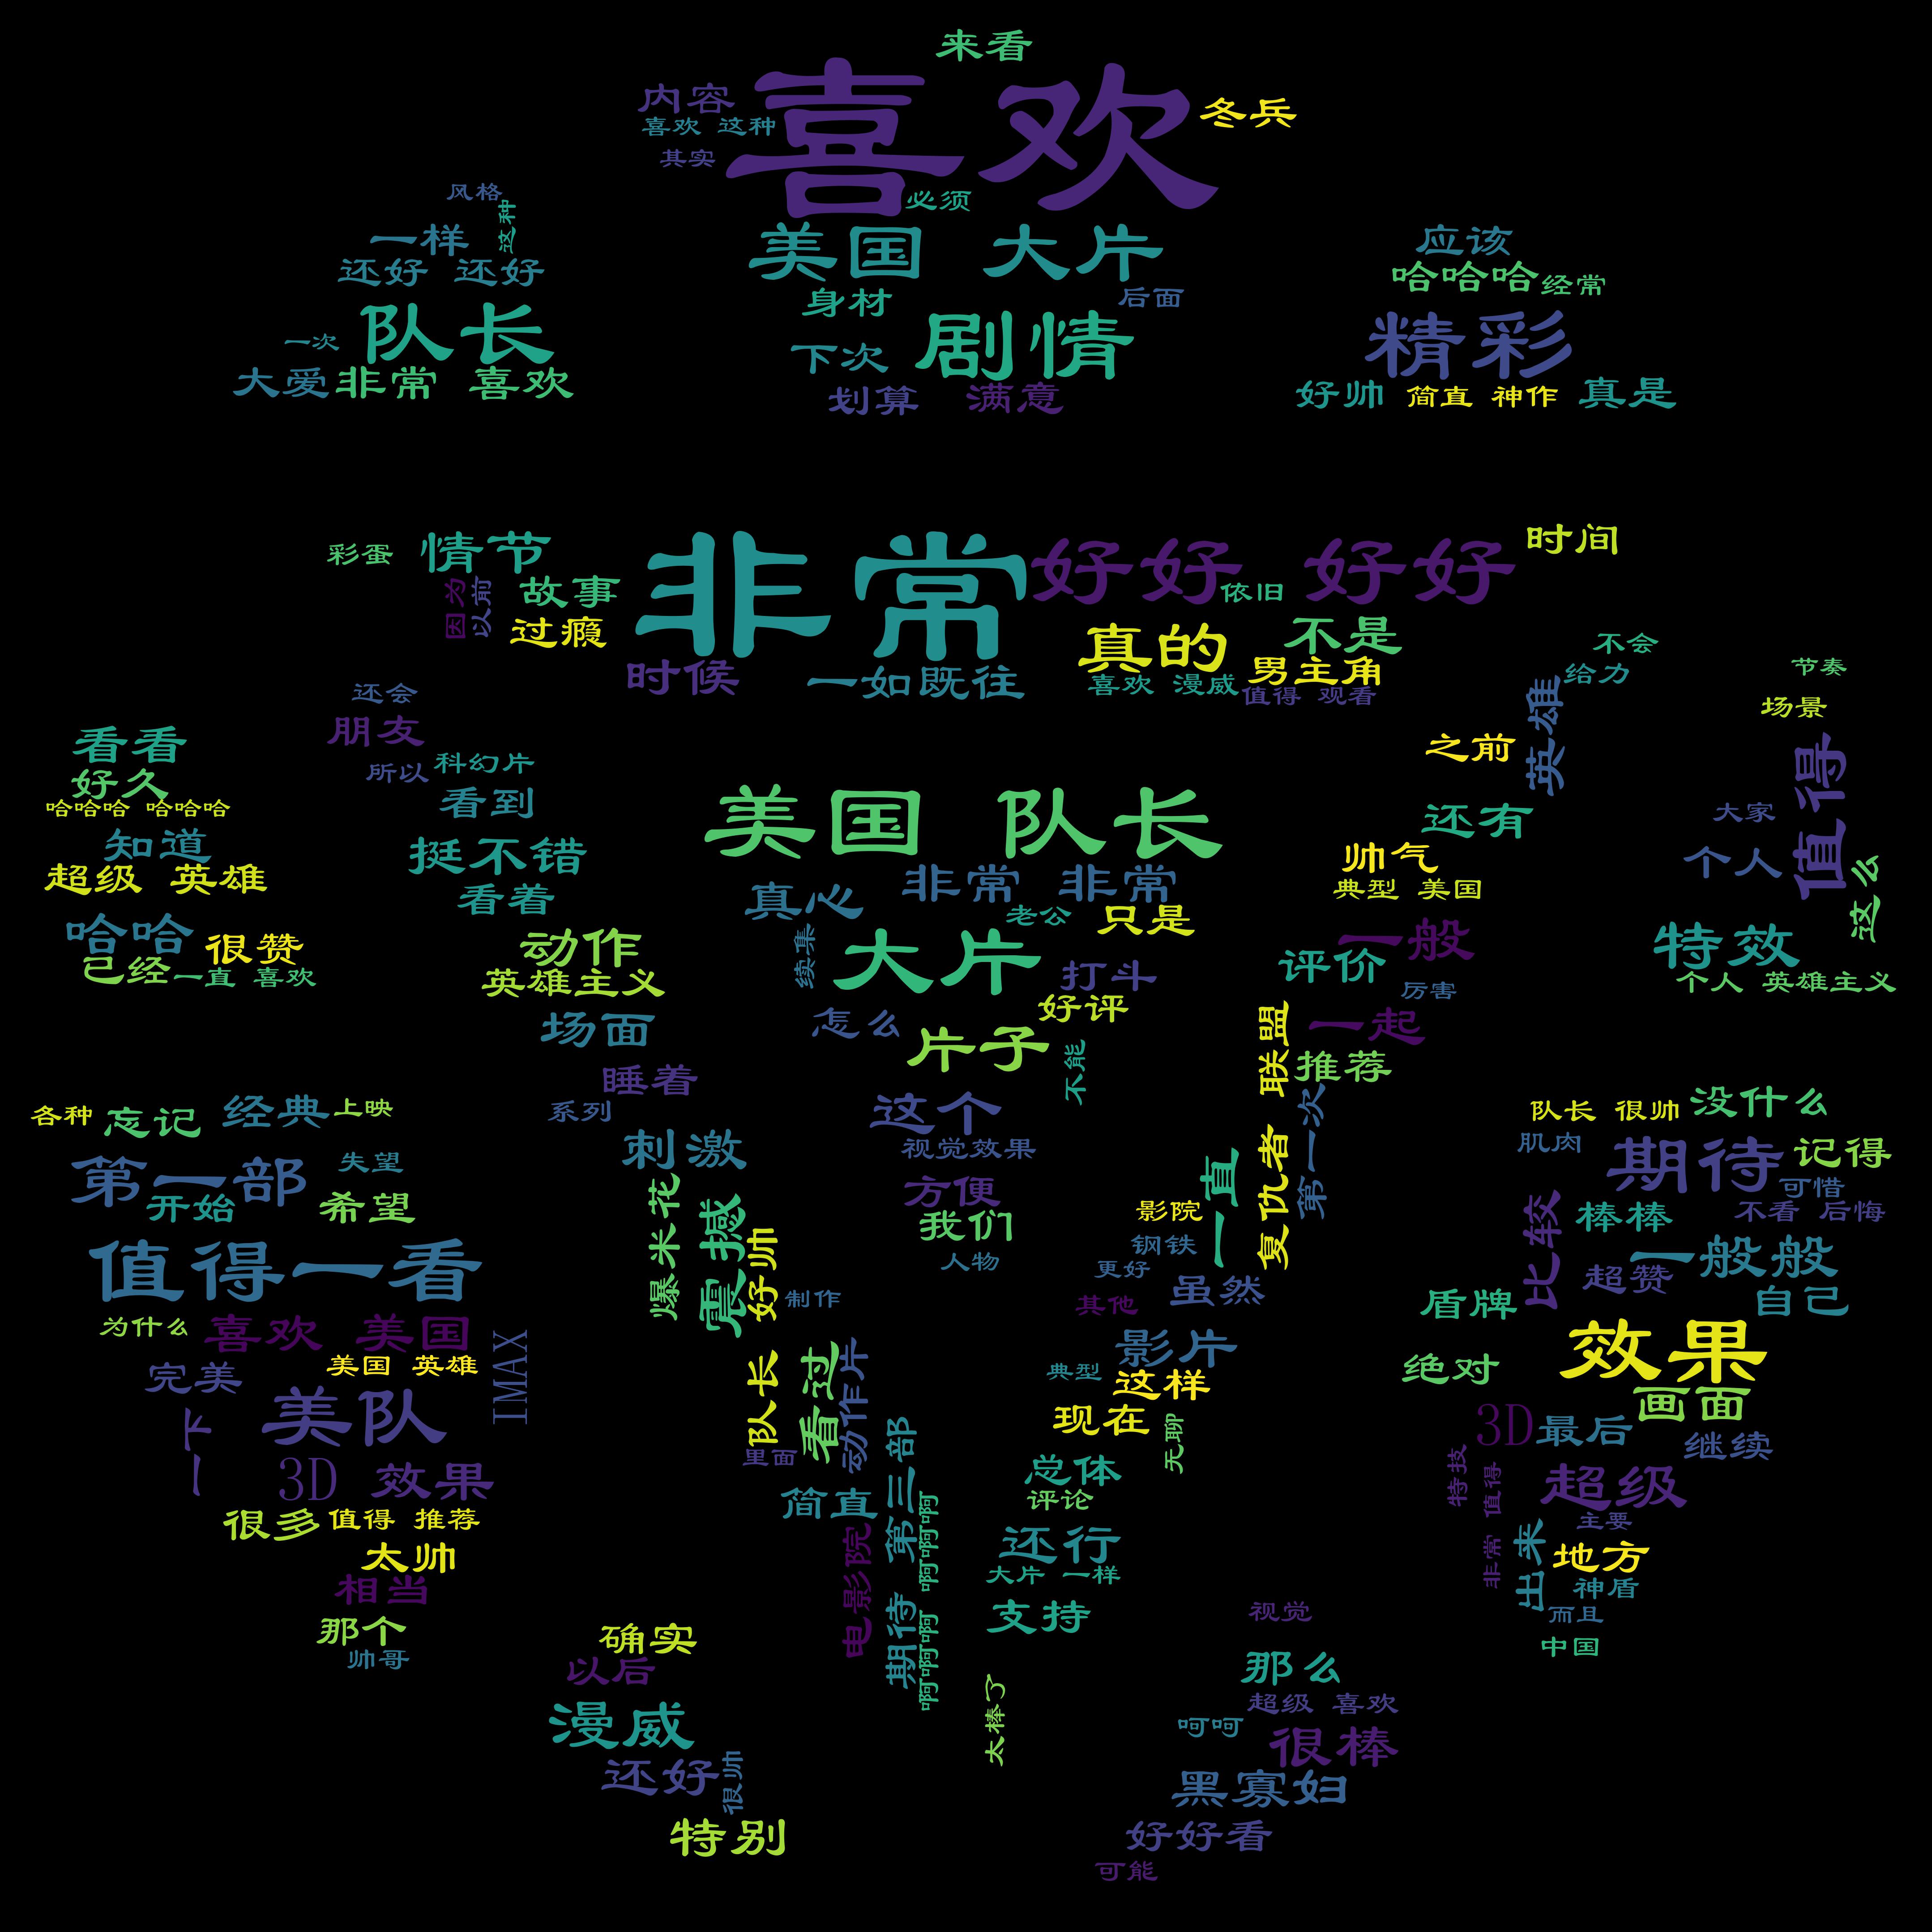 来看
喜欢
内容
冬兵
喜欢 这种
其实
必须
风格
这种
一样
还好 还好
队长
一次
大爱
非常 喜欢
美国 大片
身材
后面
剧情
下次
划算
满意
应该
哈哈哈
经常
精彩
好帅
简直 神作
真是
彩蛋
情节
因为
以前
故事
过瘾
非常
好好 好好
时间
依旧
真的
不是
男主角
时候
一如既往
喜欢 漫威
值得 观看
不会
给力
英雄
节奏
场景
还会
朋友
所以
科幻片
看到
挺不错
看着
看看
好久
哈哈哈 哈哈哈
知道
超级 英雄
哈哈
很赞
已经
一直 喜欢
美国 队长
真心
非常 非常
老公
只是
续集
大片
打斗
好评
怎么
片子
不能
之前
还有
帅气
典型 美国
一般
评价
厉害
一起
推荐
大家
个人
值得
这么
特效
个人 英雄主义
动作
英雄主义
场面
睡着
系列
刺激
爆米花
震撼
好帅
制作
这个
视觉效果
方便
我们
人物
复仇者 联盟
第一次
一直
影院
钢铁
更好
其他
虽然
影片
典型
这样
现在
无聊
各种
忘记
经典
上映
第一部
失望
开始
希望
值得一看
为什么
喜欢 美国
美国 英雄
IMAX
完美
美队
一下
3D 效果
很多
值得 推荐
太帅
相当
那个
帅哥
队长 很帅
没什么
肌肉
期待
记得
可惜
不看 后悔
比较
棒棒
一般般
超赞
自己
盾牌
效果
绝对
画面
3D
最后
继续
特技
非常 值得
超级
主要
出来
地方
神盾
而且
中国
队长
看过
动作片
里面
简直
电影院
期待 第三部
啊啊啊 啊啊啊
总体
评论
还行
大片 一样
支持
太棒了
确实
以后
漫威
还好
很帅
特别
视觉
那么
超级 喜欢
呵呵
很棒
黑寡妇
好好看
可能